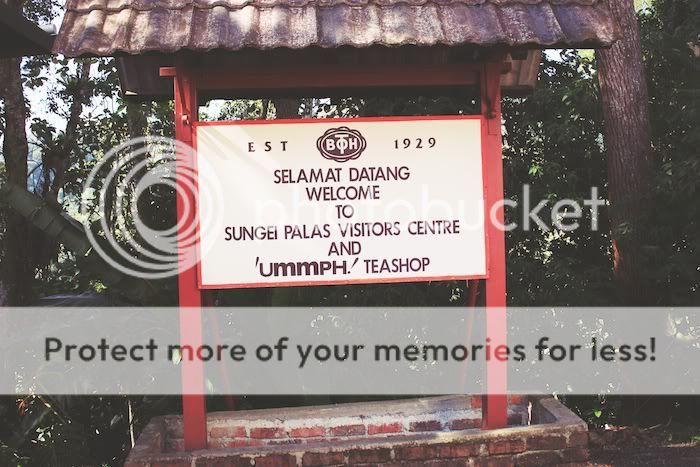 EST BOH 1929
SELAMAT DATANG
WELCOME
TO
SUNGEI PALAS VISITORS CENTRE
AND
'UMMPH.' TEASHOP
photobucket
Protect more of your memories for less!